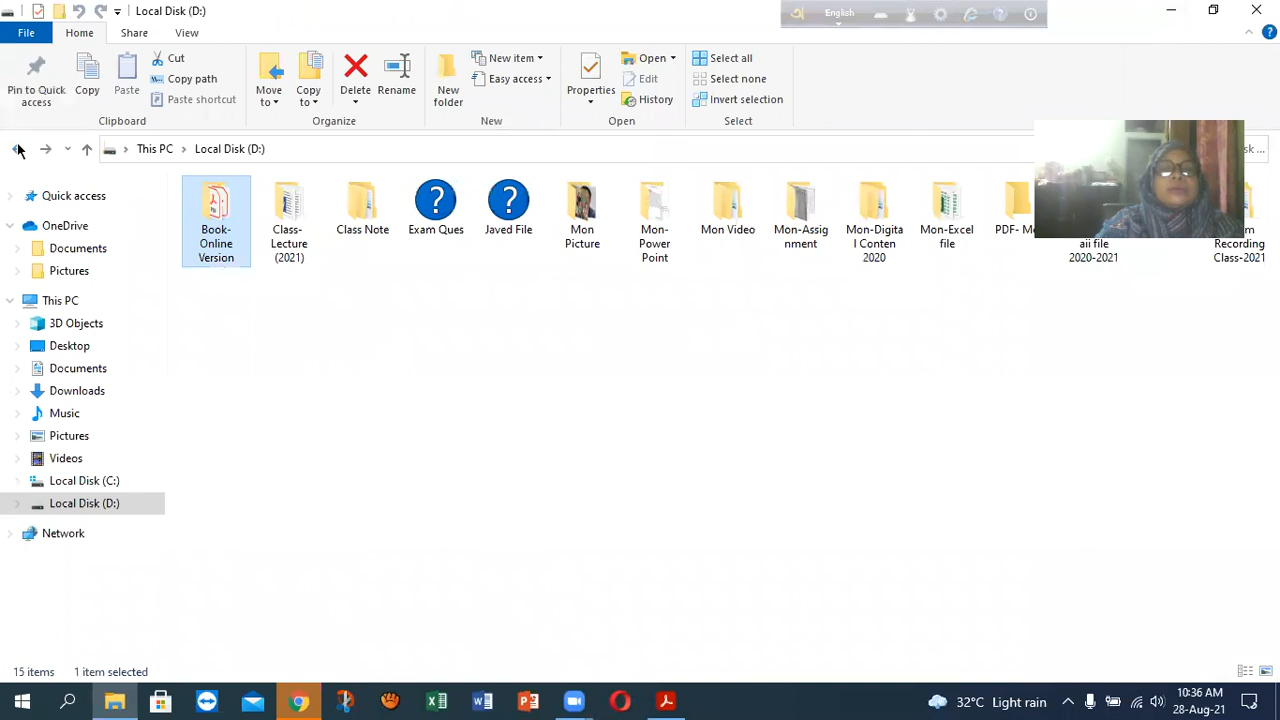 Local Disk (D:)
English
File
Home
Share
View
Pin to Quick access
Copy
Paste
Cut
Copy path
Paste shortcut
Clipboard
Move to
Copy to
Delete
Rename
Organize
New folder
New item
Easy access
New
Properties
Open
Edit
History
Open
Select all
Select none
Invert selection
Select
This PC
Local Disk (D:)
sk ...
Quick access
OneDrive
Documents
Pictures
This PC
3D Objects
Desktop
Documents
Downloads
Music
Pictures
Videos
Local Disk (C:)
Local Disk (D:)
Network
Book-
Online
Version
Class-
Lecture
(2021)
Class Note
Exam Ques
Javed File
Mon
Picture
Mon-
Power
Point
Mon Video
Mon-Assig
nment
Mon-Digita
l Conten
2020
Mon-Excel
file
PDF- Mo
aii file
2020-2021
Recording
Class-2021
15 items
1 item selected
32°C Light rain
10:36 AM
28-Aug-21